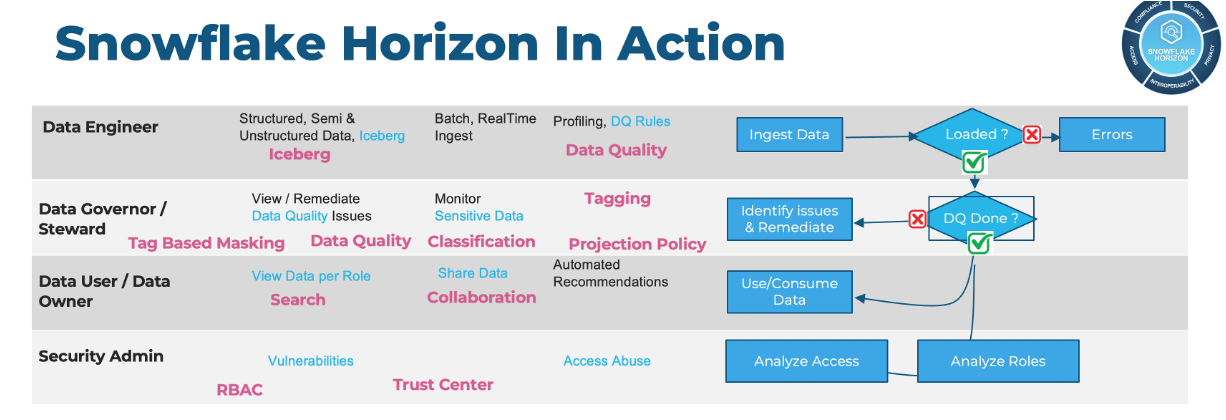 Snowflake Horizon In Action
COMPLIANCE
SECURITY
ACCESS
PRIVACY
INTEROPERABILITY
SNOWFLAKE
HORIZON
Data Engineer
Structured, Semi &
Unstructured Data, Iceberg
Iceberg
Batch, RealTime
Ingest
Profiling, DQ Rules
Data Quality
Ingest Data
Loaded ?
Errors
Data Governor /
Steward
View / Remediate
Data Quality Issues
Monitor
Sensitive Data
Tagging
Tag Based Masking
Data Quality
Classification
Projection Policy
Identify issues
& Remediate
DQ Done ?
Data User / Data
Owner
View Data per Role
Search
Share Data
Collaboration
Automated
Recommendations
Use/Consume
Data
Security Admin
Vulnerabilities
Access Abuse
RBAC
Trust Center
Analyze Access
Analyze Roles